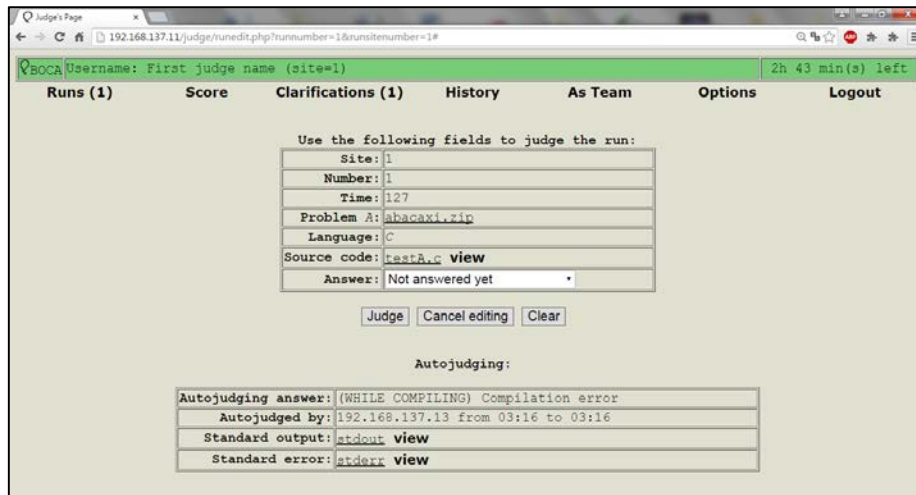 Judge's Page
192.168.137.11/judge/runedit.php?runnumber=1&runsitenumber=1#
BOCA Username: First judge name (site=1) 2h 43 min(s) left
Runs (1) Score Clarifications (1) History As Team Options Logout
Use the following fields to judge the run:
Site: 1
Number: 1
Time: 127
Problem A: abacaxi.zip
Language: C
Source code: testA.c view
Answer: Not answered yet
Judge Cancel editing Clear
Autojudging:
Autojudging answer: (WHILE COMPILING) Compilation error
Autojudged by: 192.168.137.13 from 03:16 to 03:16
Standard output: stdout view
Standard error: stderr view